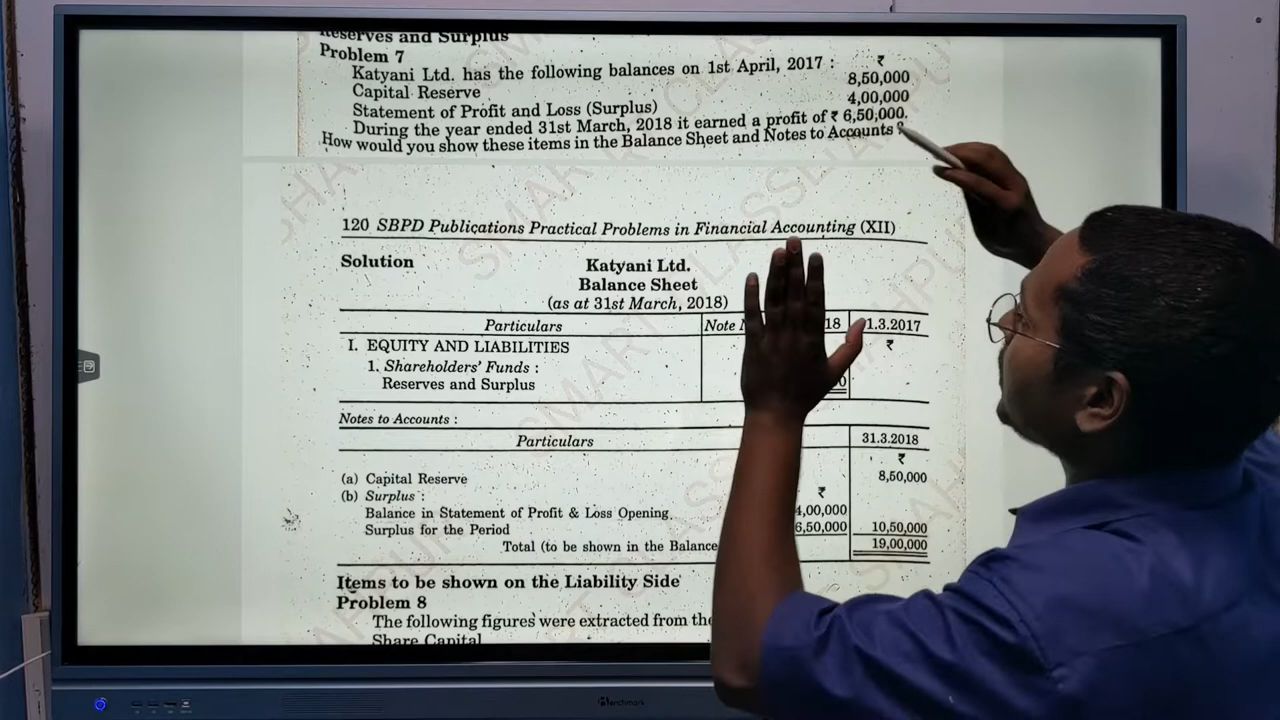 Reserves and Surplus
Problem 7
Katyani Ltd. has the following balances on 1st April, 2017 : ₹
Capital Reserve 8,50,000
Statement of Profit and Loss (Surplus) 4,00,000
During the year ended 31st March, 2018 it earned a profit of ₹ 6,50,000.
How would you show these items in the Balance Sheet and Notes to Accounts ?
120 SBPD Publications Practical Problems in Financial Accounting (XII)
Solution
Katyani Ltd.
Balance Sheet
(as at 31st March, 2018)
Particulars Note 18 1.3.2017
I. EQUITY AND LIABILITIES ₹
1. Shareholders' Funds :
Reserves and Surplus 0
Notes to Accounts :
Particulars 31.3.2018
₹
(a) Capital Reserve 8,50,000
(b) Surplus : ₹
Balance in Statement of Profit & Loss Opening 4,00,000
Surplus for the Period 6,50,000 10,50,000
Total (to be shown in the Balance 19,00,000
Items to be shown on the Liability Side
Problem 8
The following figures were extracted from the
Share Capital
Benchmark